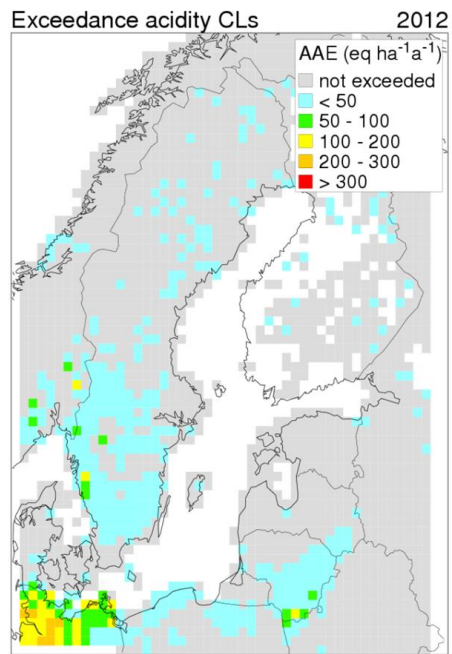 Exceedance acidity CLs 2012
AAE (eq ha⁻¹a⁻¹)
not exceeded
< 50
50 - 100
100 - 200
200 - 300
> 300